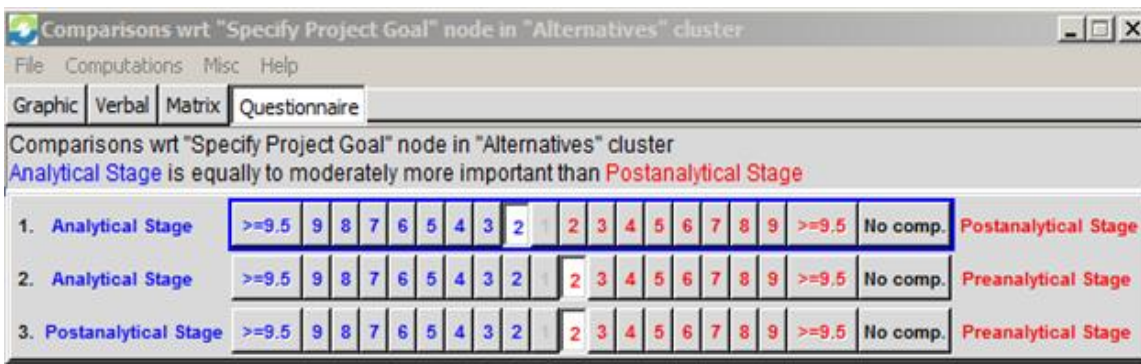 Comparisons wrt "Specify Project Goal" node in "Alternatives" cluster
File Computations Misc Help
Graphic Verbal Matrix Questionnaire
Comparisons wrt "Specify Project Goal" node in "Alternatives" cluster
Analytical Stage is equally to moderately more important than Postanalytical Stage
1. Analytical Stage >=9.5 9 8 7 6 5 4 3 2 1 2 3 4 5 6 7 8 9 >=9.5 No comp. Postanalytical Stage
2. Analytical Stage >=9.5 9 8 7 6 5 4 3 2 1 2 3 4 5 6 7 8 9 >=9.5 No comp. Preanalytical Stage
3. Postanalytical Stage >=9.5 9 8 7 6 5 4 3 2 1 2 3 4 5 6 7 8 9 >=9.5 No comp. Preanalytical Stage